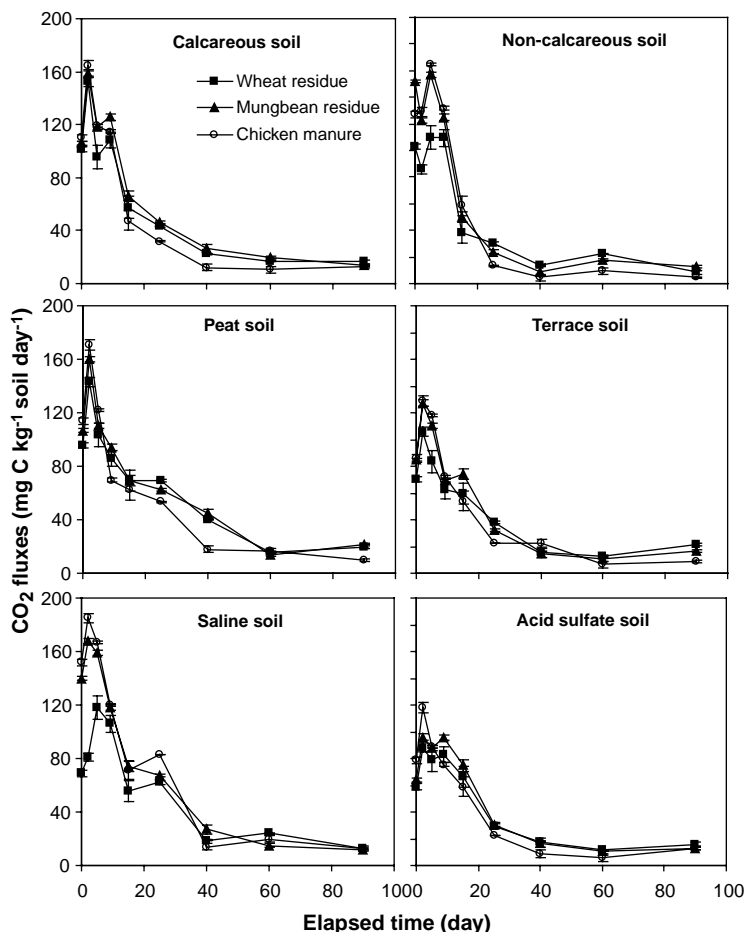 Calcareous soil
Non-calcareous soil
Wheat residue
Mungbean residue
Chicken manure
200
160
120
80
40
0
Peat soil
Terrace soil
200
160
120
80
40
0
Saline soil
Acid sulfate soil
200
160
120
80
40
0
CO₂ fluxes (mg C kg⁻¹ soil day⁻¹)
0 20 40 60 80 100 0 20 40 60 80 100
Elapsed time (day)